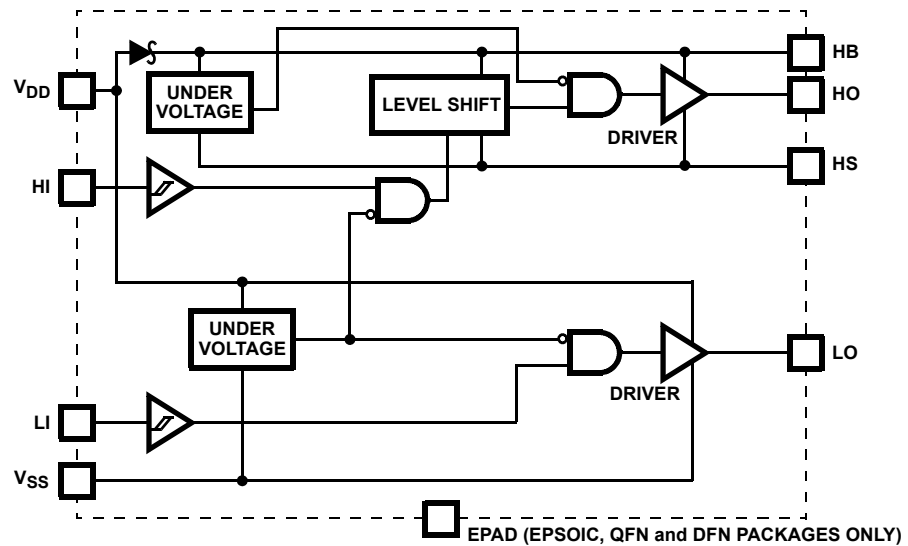 HB
VDD
UNDER
VOLTAGE
LEVEL SHIFT
HO
DRIVER
HS
HI
UNDER
VOLTAGE
LO
DRIVER
LI
VSS
EPAD (EPSOIC, QFN and DFN PACKAGES ONLY)